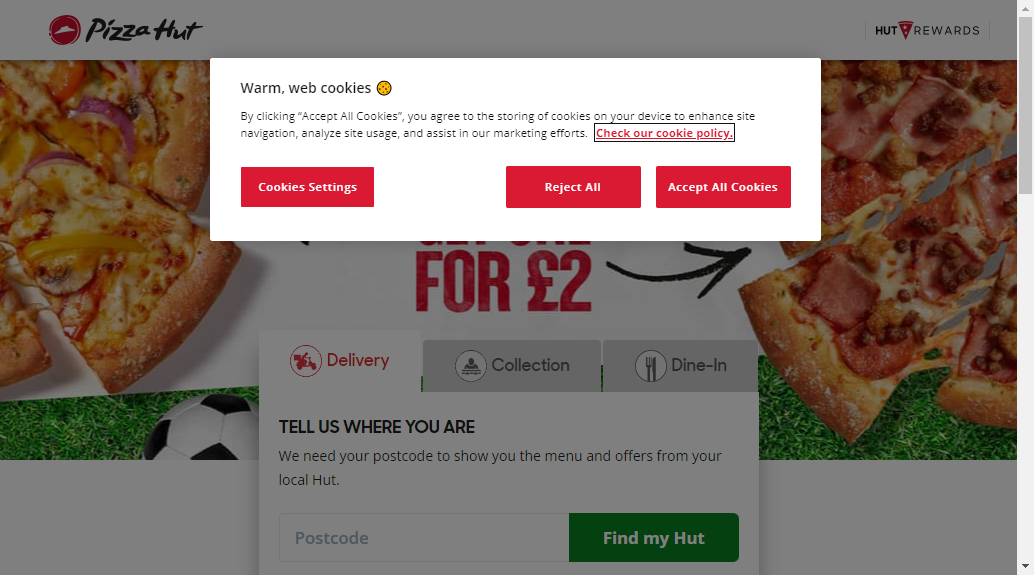 Pizza Hut
HUT REWARDS
Warm, web cookies
By clicking “Accept All Cookies”, you agree to the storing of cookies on your device to enhance site
navigation, analyze site usage, and assist in our marketing efforts. Check our cookie policy.
Cookies Settings
Reject All
Accept All Cookies
FOR £2
Delivery
Collection
Dine-In
TELL US WHERE YOU ARE
We need your postcode to show you the menu and offers from your
local Hut.
Postcode
Find my Hut